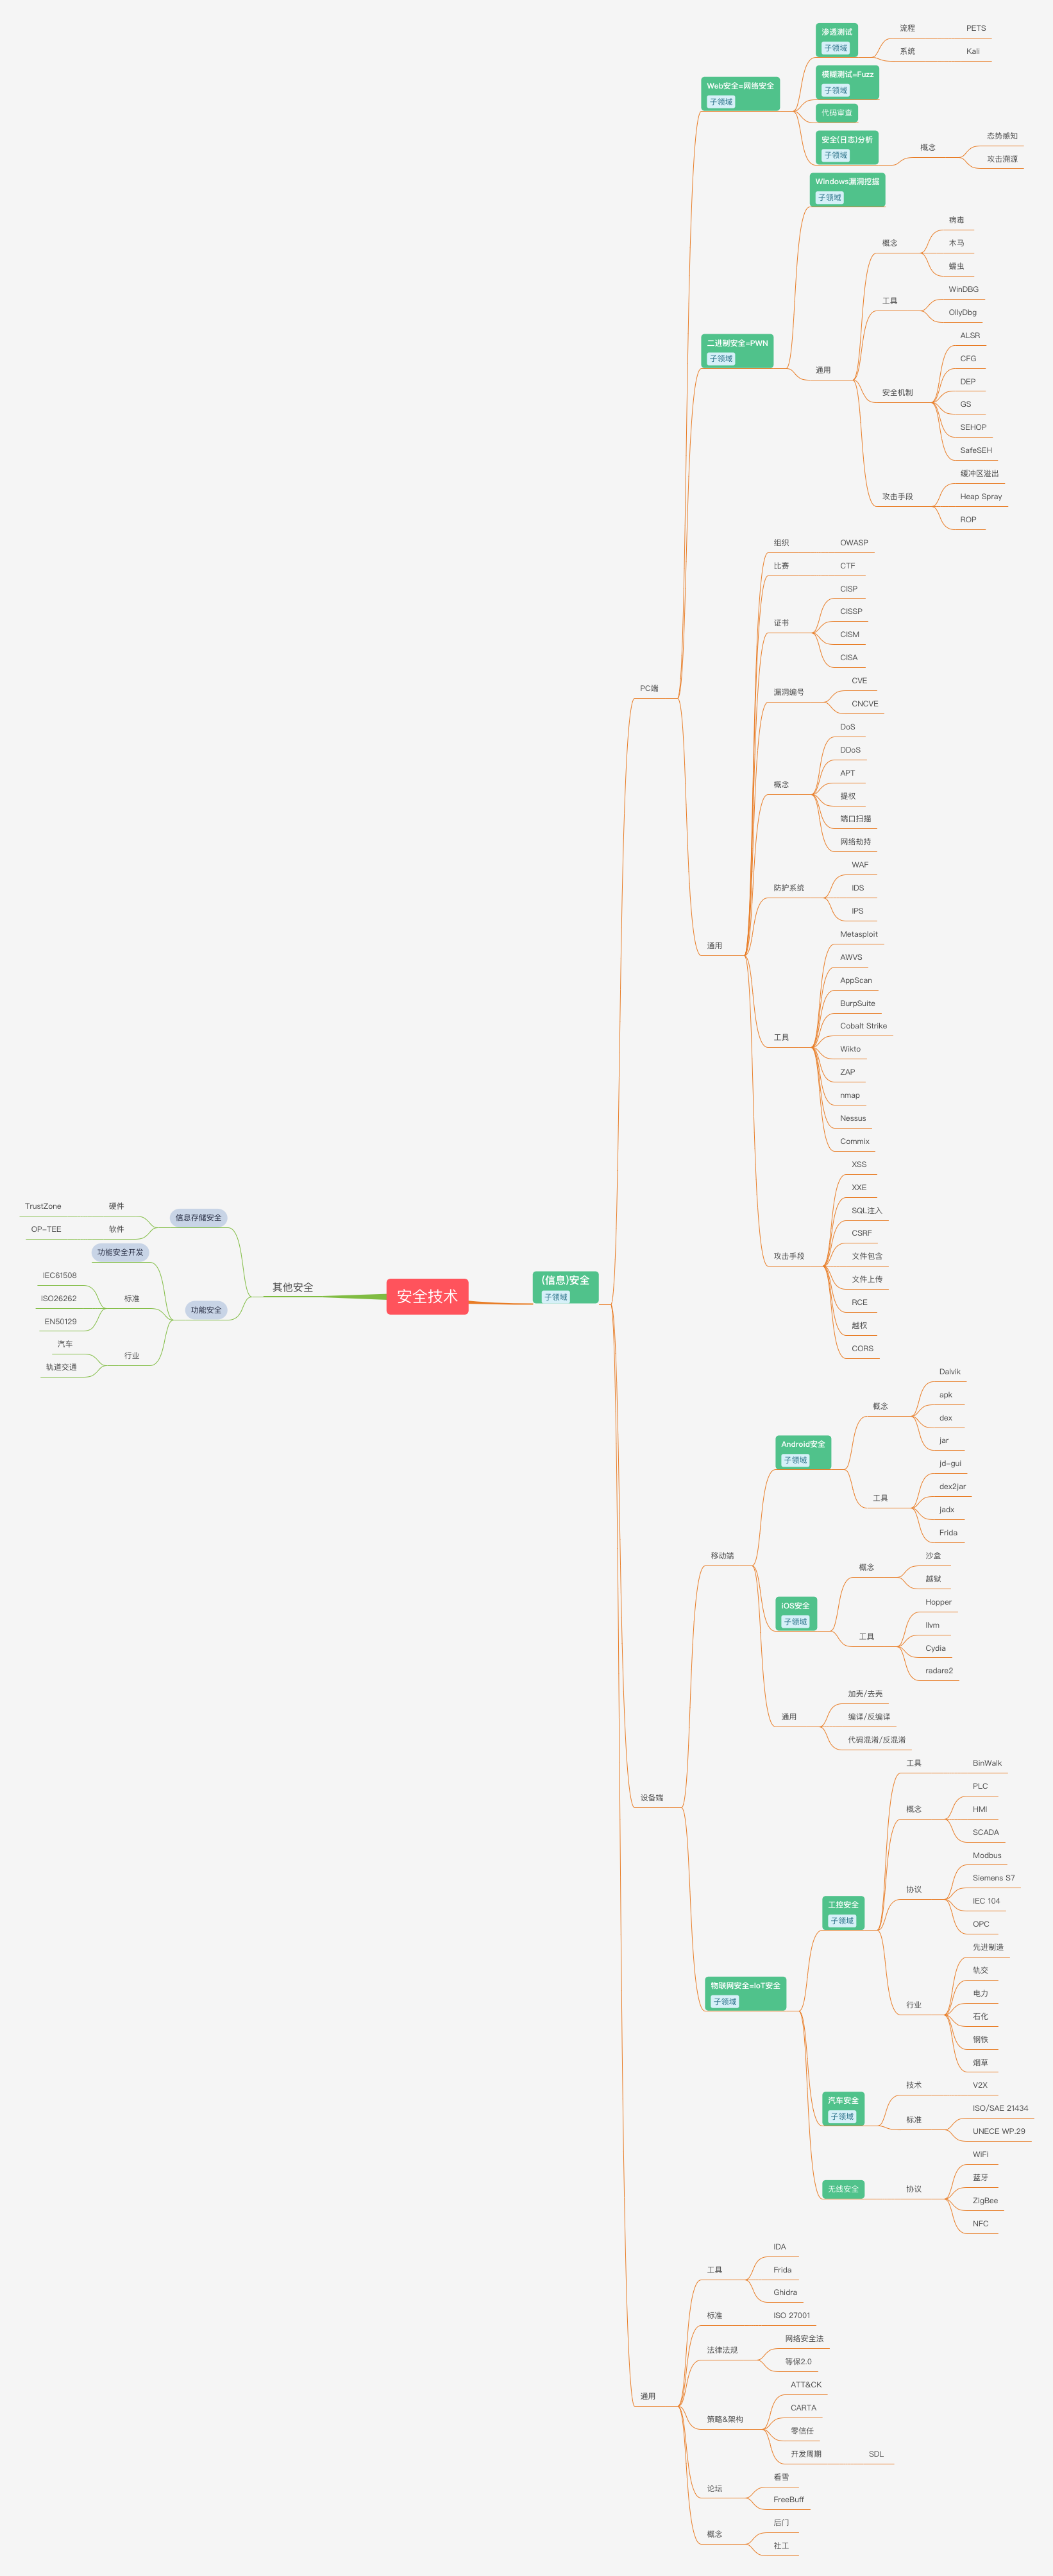 安全技术
(信息)安全
子领域
PC端
Web安全=网络安全
子领域
渗透测试
子领域
流程
PETS
系统
Kali
模糊测试=Fuzz
子领域
代码审查
安全(日志)分析
子领域
概念
态势感知
攻击溯源
二进制安全=PWN
子领域
Windows漏洞挖掘
子领域
通用
概念
病毒
木马
蠕虫
工具
WinDBG
OllyDbg
安全机制
ALSR
CFG
DEP
GS
SEHOP
SafeSEH
攻击手段
缓冲区溢出
Heap Spray
ROP
通用
组织
OWASP
比赛
CTF
证书
CISP
CISSP
CISM
CISA
漏洞编号
CVE
CNCVE
概念
DoS
DDoS
APT
提权
端口扫描
网络劫持
防护系统
WAF
IDS
IPS
工具
Metasploit
AWVS
AppScan
BurpSuite
Cobalt Strike
Wikto
ZAP
nmap
Nessus
Commix
攻击手段
XSS
XXE
SQL注入
CSRF
文件包含
文件上传
RCE
越权
CORS
设备端
移动端
Android安全
子领域
概念
Dalvik
apk
dex
jar
工具
jd-gui
dex2jar
jadx
Frida
iOS安全
子领域
概念
沙盒
越狱
工具
Hopper
llvm
Cydia
radare2
通用
加壳/去壳
编译/反编译
代码混淆/反混淆
物联网安全=IoT安全
子领域
工控安全
子领域
工具
BinWalk
概念
PLC
HMI
SCADA
协议
Modbus
Siemens S7
IEC 104
OPC
行业
先进制造
轨交
电力
石化
钢铁
烟草
汽车安全
子领域
技术
V2X
标准
ISO/SAE 21434
UNECE WP.29
无线安全
协议
WiFi
蓝牙
ZigBee
NFC
通用
工具
IDA
Frida
Ghidra
标准
ISO 27001
法律法规
网络安全法
等保2.0
策略&架构
ATT&CK
CARTA
零信任
开发周期
SDL
论坛
看雪
FreeBuff
概念
后门
社工
其他安全
信息存储安全
硬件
TrustZone
软件
OP-TEE
功能安全
功能安全开发
标准
IEC61508
ISO26262
EN50129
行业
汽车
轨道交通